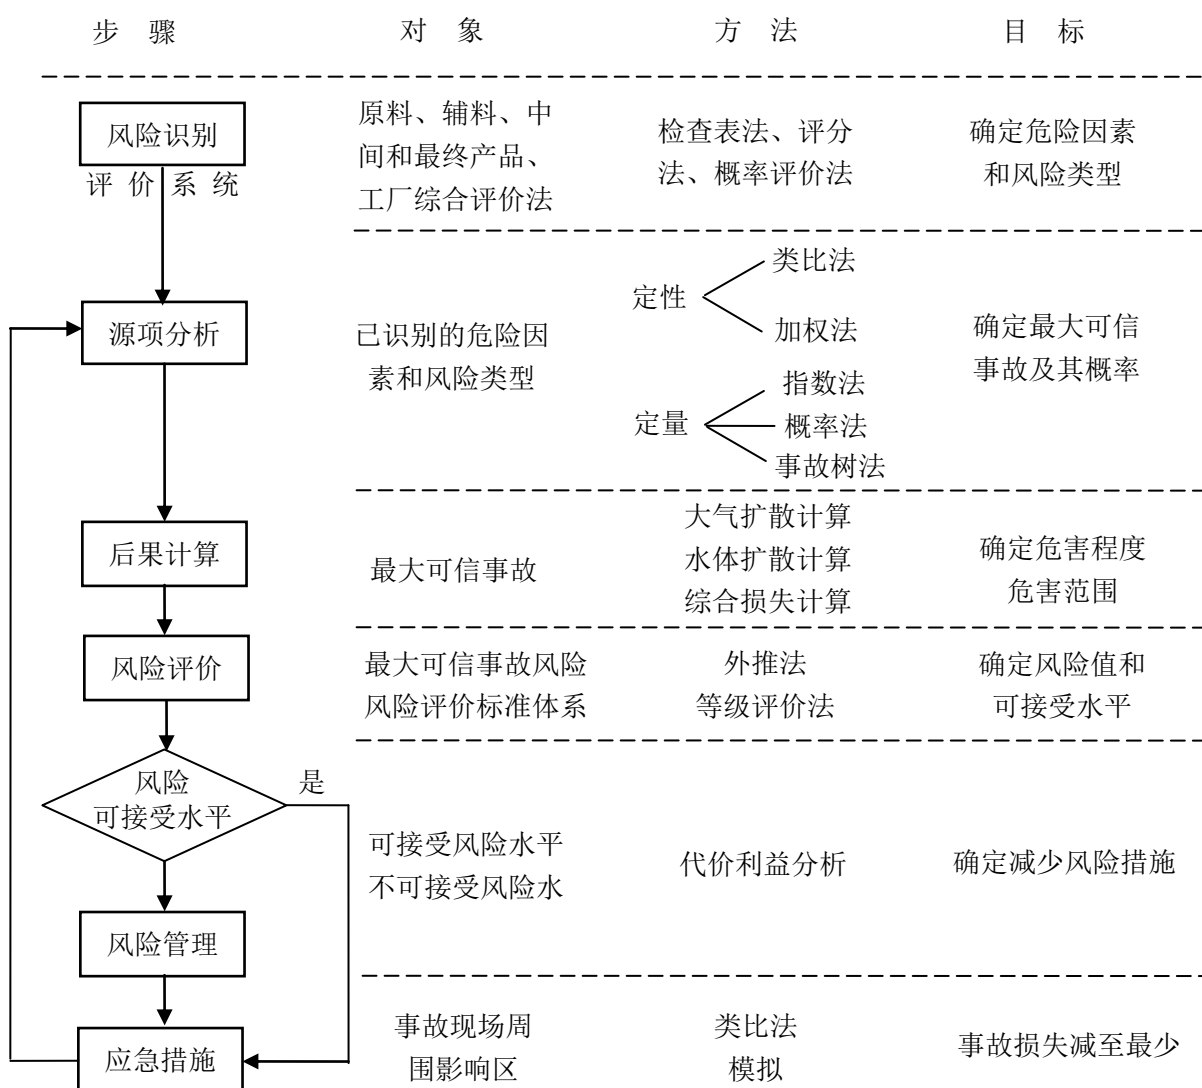 步 骤 对 象 方 法 目 标
风险识别
评 价 系 统
原料、辅料、中
间和最终产品、
工厂综合评价法
检查表法、评分
法、概率评价法
确定危险因素
和风险类型
源项分析
已识别的危险因
素和风险类型
定性
类比法
加权法
定量
指数法
概率法
事故树法
确定最大可信
事故及其概率
后果计算
最大可信事故
大气扩散计算
水体扩散计算
综合损失计算
确定危害程度
危害范围
风险评价
最大可信事故风险
风险评价标准体系
外推法
等级评价法
确定风险值和
可接受水平
风险
可接受水平
是
可接受风险水平
不可接受风险水
代价利益分析
确定减少风险措施
风险管理
应急措施
事故现场周
围影响区
类比法
模拟
事故损失减至最少